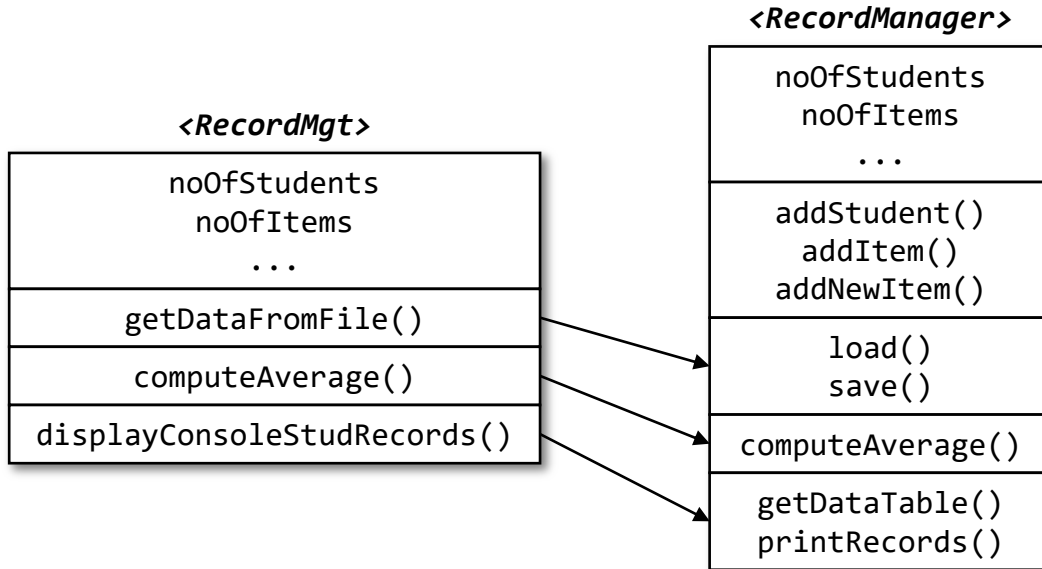 <RecordMgt>
noOfStudents
noOfItems
...
getDataFromFile()
computeAverage()
displayConsoleStudRecords()
<RecordManager>
noOfStudents
noOfItems
...
addStudent()
addItem()
addNewItem()
load()
save()
computeAverage()
getDataTable()
printRecords()